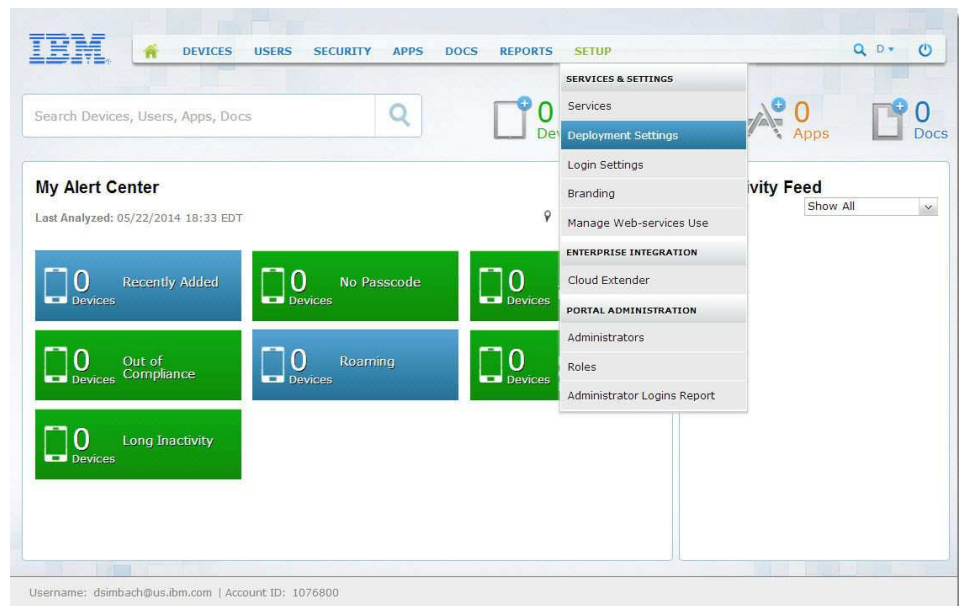 IBM
DEVICES USERS SECURITY APPS DOCS REPORTS SETUP D
Search Devices, Users, Apps, Docs
0
0 Apps
0 Docs
SERVICES & SETTINGS
Services
Deployment Settings
Login Settings
Branding
Manage Web-services Use
ENTERPRISE INTEGRATION
Cloud Extender
PORTAL ADMINISTRATION
Administrators
Roles
Administrator Logins Report
My Alert Center
Last Analyzed: 05/22/2014 18:33 EDT
Feed
Show All
0 Devices Recently Added
0 Devices No Passcode
0 Devices
0 Devices Out of Compliance
0 Devices Roaming
0 Devices
0 Devices Long Inactivity
Username: dsimbach@us.ibm.com | Account ID: 1076800